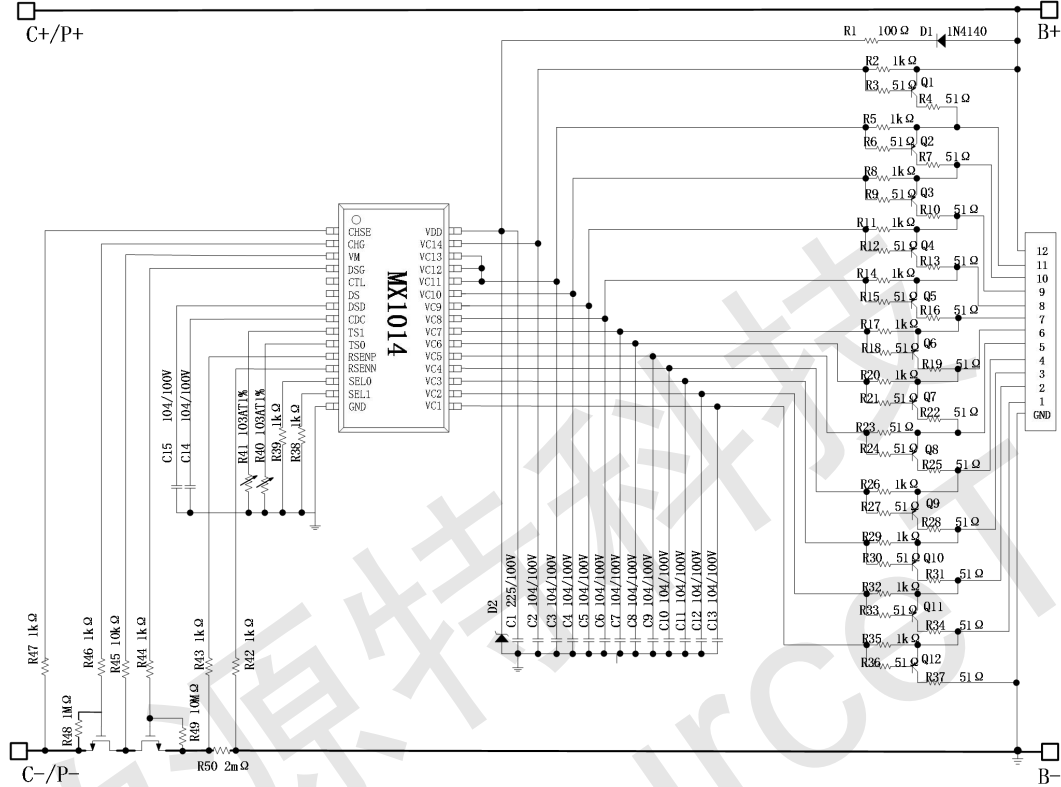 C+/P+
B+
R1 100Ω D1 1N4140
R2 1kΩ
R3 51Ω Q1
R4 51Ω
R5 1kΩ
R6 51Ω Q2
R7 51Ω
R8 1kΩ
R9 51Ω Q3
R10 51Ω
R11 1kΩ
R12 51Ω Q4
R13 51Ω
R14 1kΩ
R15 51Ω Q5
R16 51Ω
R17 1kΩ
R18 51Ω Q6
R19 51Ω
R20 1kΩ
R21 51Ω Q7
R22 51Ω
R23 51Ω
R24 51Ω Q8
R25 51Ω
R26 1kΩ
R27 51Ω Q9
R28 51Ω
R29 1kΩ
R30 51Ω Q10
R31 51Ω
R32 1kΩ
R33 51Ω Q11
R34 51Ω
R35 1kΩ
R36 51Ω Q12
R37 51Ω
12
11
10
9
8
7
6
5
4
3
2
1
GND
MX1014
CHSE VDD
CHG VC14
VM VC13
DSG VC12
CTL VC11
DS VC10
DSD VC9
CDC VC8
TS1 VC7
TS0 VC6
RSENP VC5
RSENN VC4
SEL0 VC3
SEL1 VC2
GND VC1
C15 104/100V
C14 104/100V
R41 103AT1%
R40 103AT1%
R39 1kΩ
R38 1kΩ
D2
C1 225/100V
C2 104/100V
C3 104/100V
C4 104/100V
C5 104/100V
C6 104/100V
C7 104/100V
C8 104/100V
C9 104/100V
C10 104/100V
C11 104/100V
C12 104/100V
C13 104/100V
R47 1kΩ
R46 1kΩ
R45 10kΩ
R44 1kΩ
R43 1kΩ
R42 1kΩ
R48 1MΩ
R49 10MΩ
R50 2mΩ
C-/P-
B-
源特科技
urceT